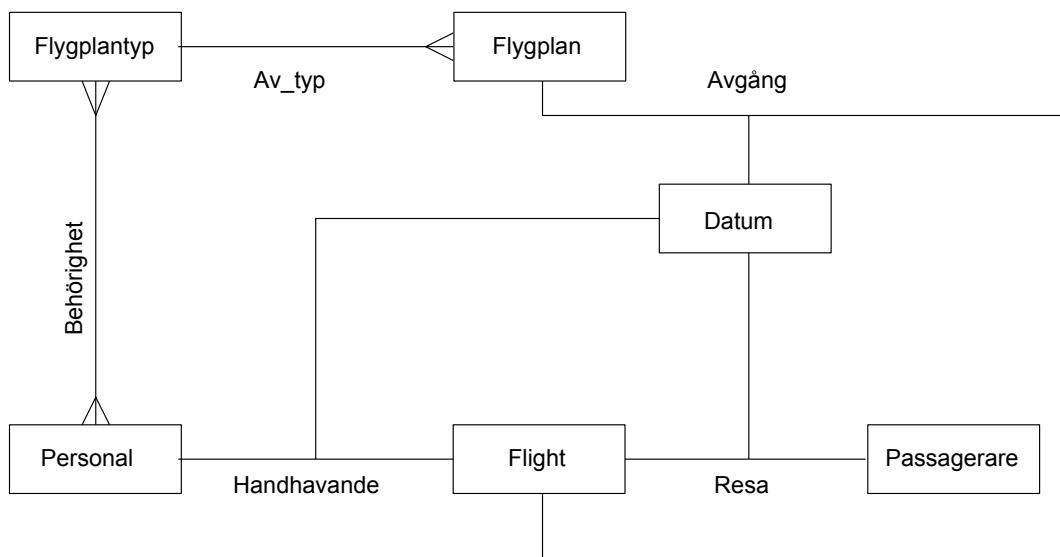 Flygplantyp
Flygplan
Av_typ
Avgång
Datum
Behörighet
Personal
Flight
Passagerare
Handhavande
Resa